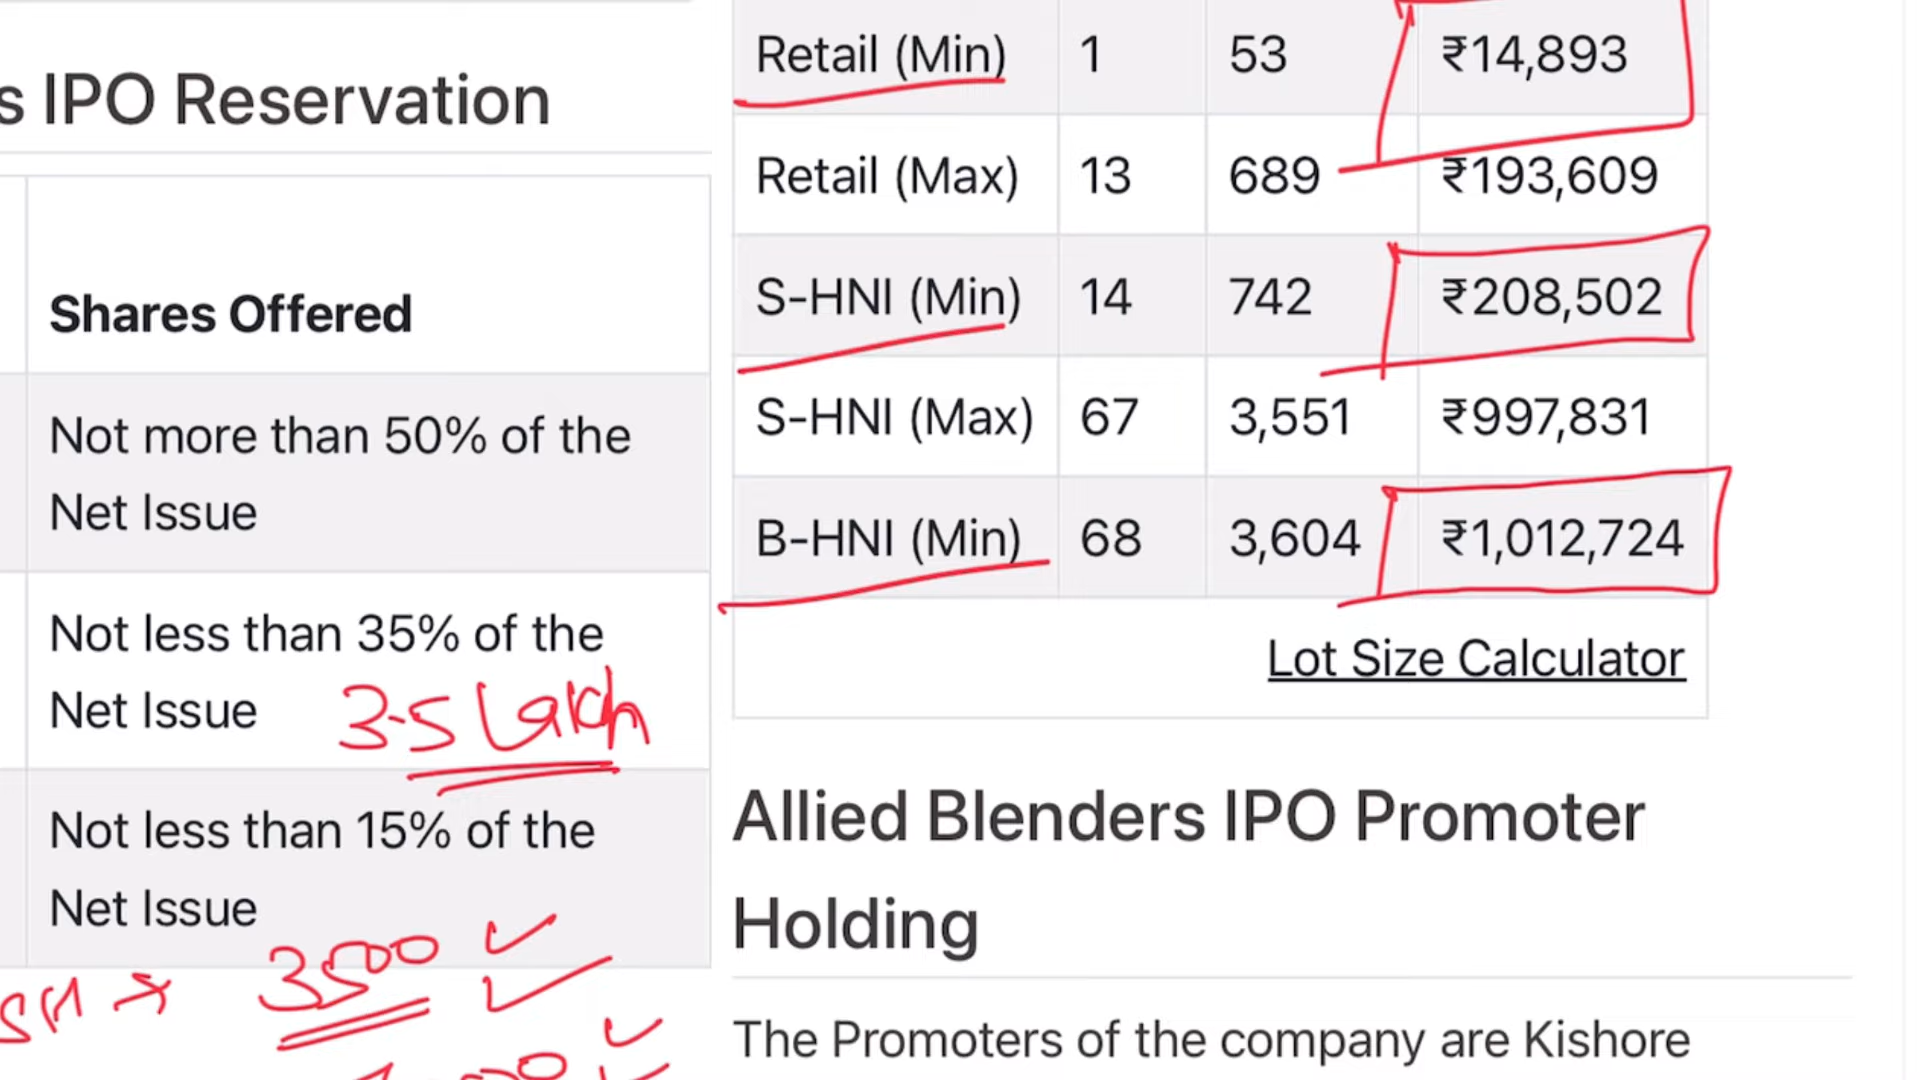 s IPO Reservation
Shares Offered
Not more than 50% of the
Net Issue
Not less than 35% of the
Net Issue
3.5 Lakh
Not less than 15% of the
Net Issue
3500
Retail (Min) 1 53 ₹14,893
Retail (Max) 13 689 ₹193,609
S-HNI (Min) 14 742 ₹208,502
S-HNI (Max) 67 3,551 ₹997,831
B-HNI (Min) 68 3,604 ₹1,012,724
Lot Size Calculator
Allied Blenders IPO Promoter
Holding
The Promoters of the company are Kishore